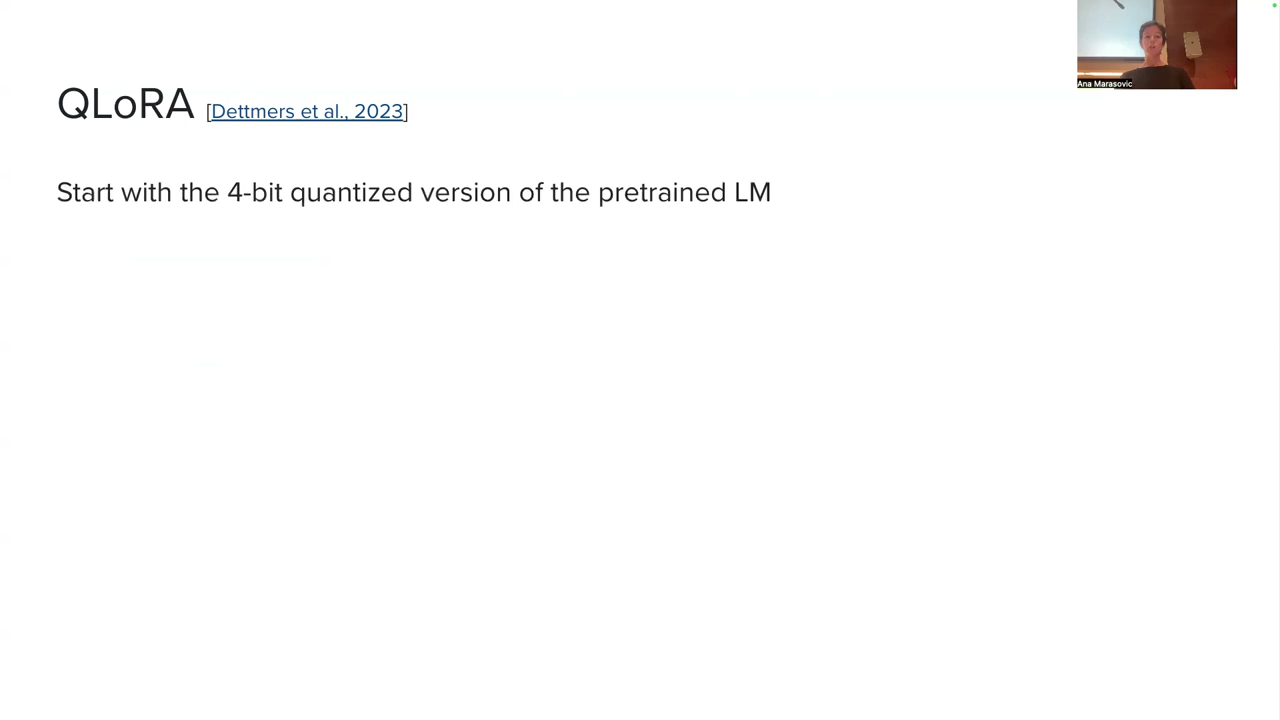 Ana Marasovic
QLoRA [Dettmers et al., 2023]
Start with the 4-bit quantized version of the pretrained LM